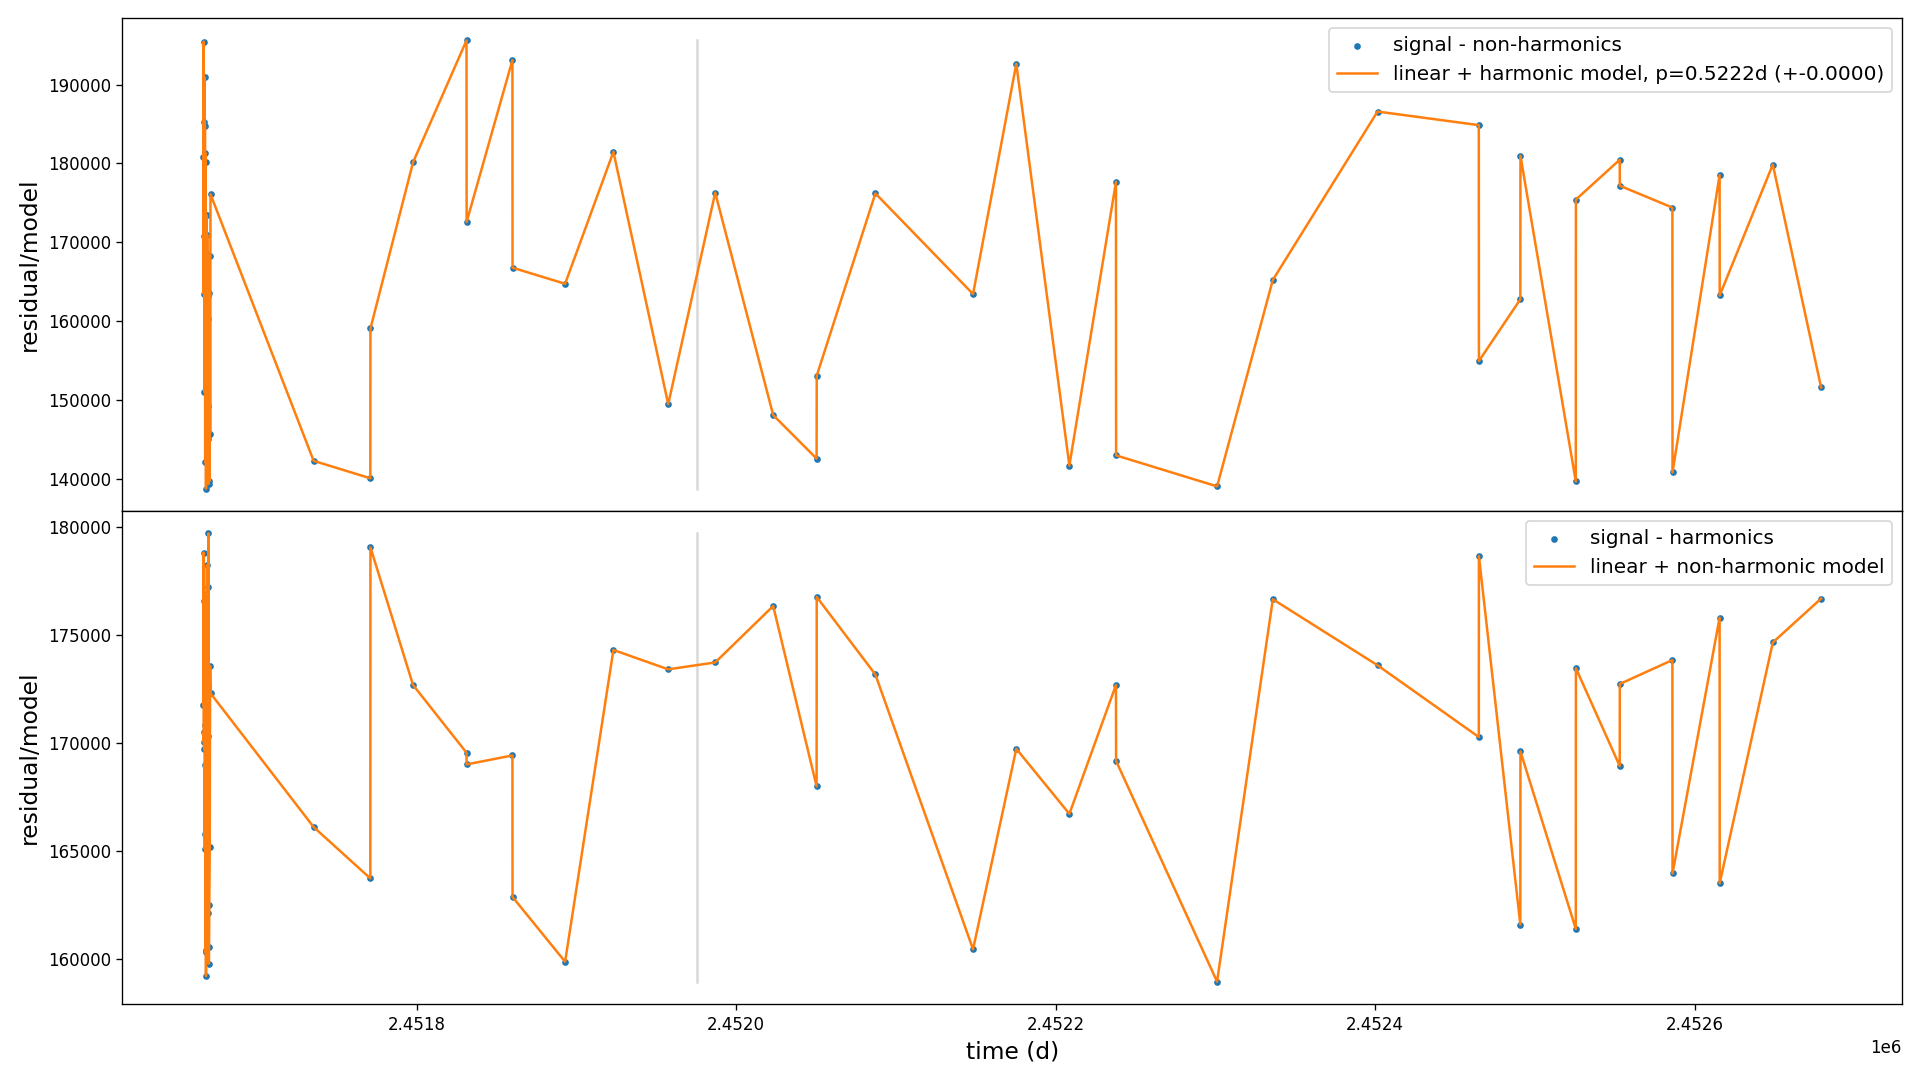 residual/model
190000
180000
170000
160000
150000
140000
signal - non-harmonics
linear + harmonic model, p=0.5222d (+-0.0000)
residual/model
180000
175000
170000
165000
160000
signal - harmonics
linear + non-harmonic model
2.4518
2.4520
2.4522
2.4524
2.4526
time (d)
1e6